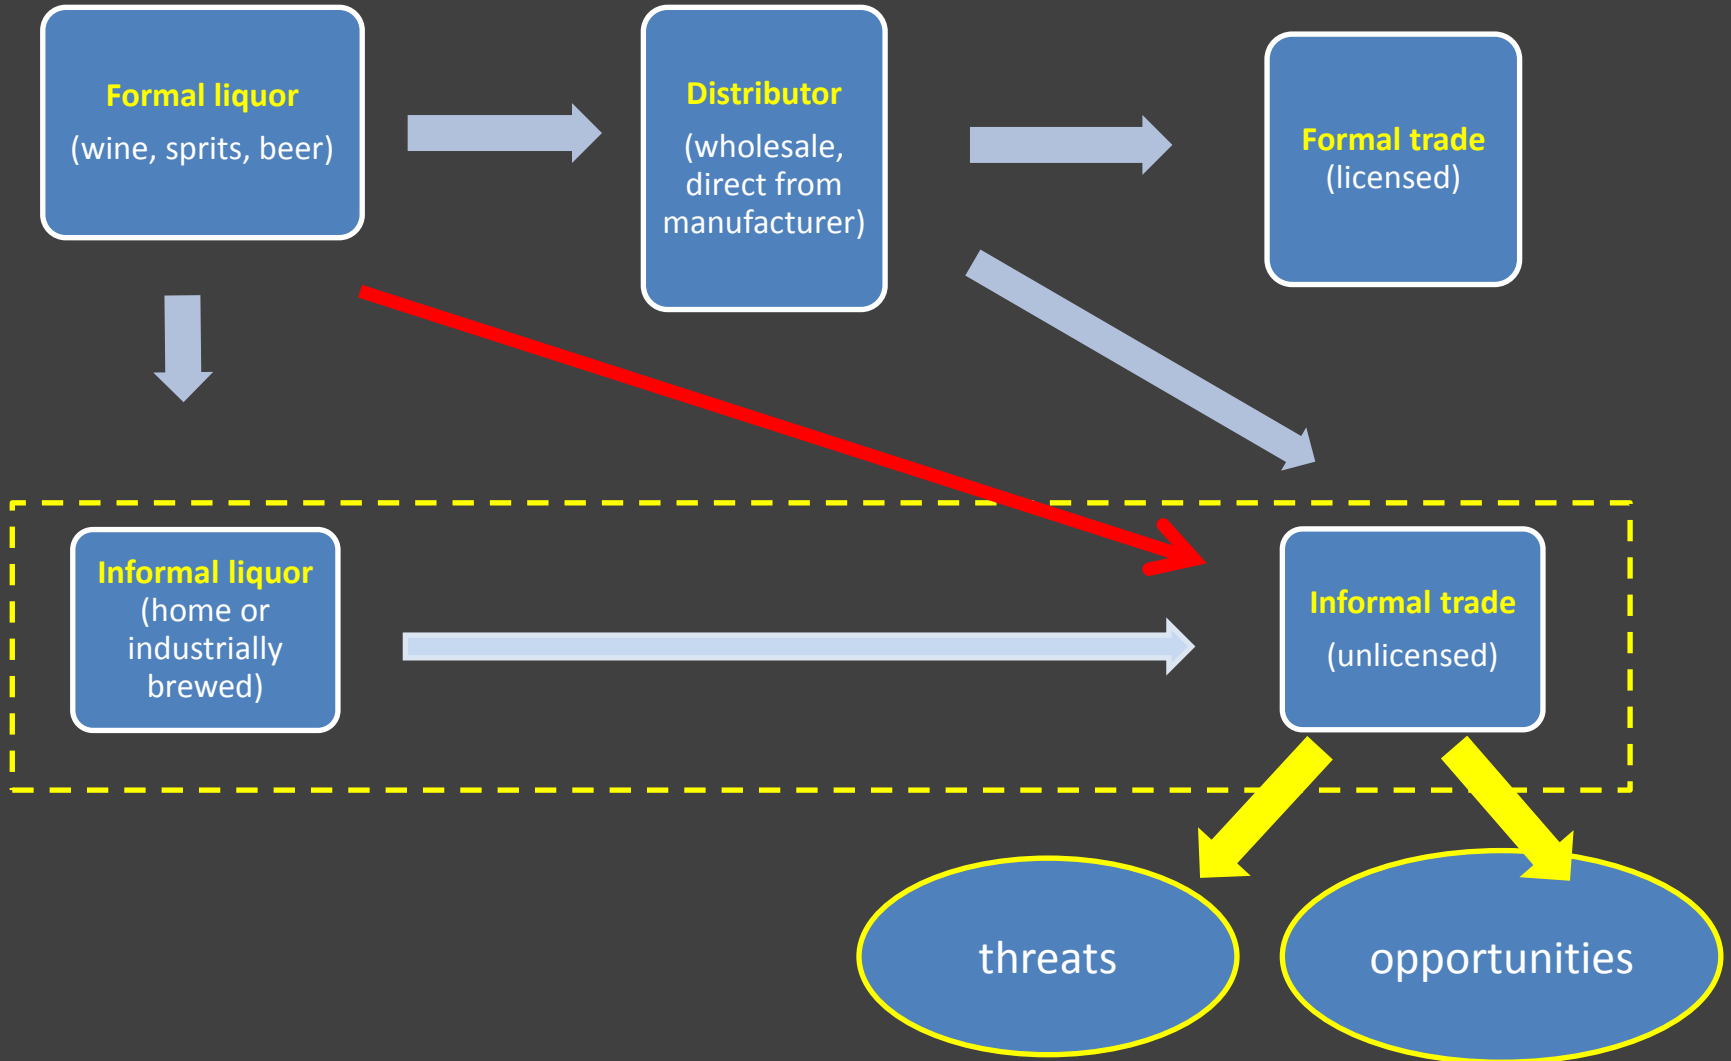 Formal liquor
(wine, sprits, beer)
Distributor
(wholesale,
direct from
manufacturer)
Formal trade
(licensed)
Informal liquor
(home or
industrially
brewed)
Informal trade
(unlicensed)
threats
opportunities